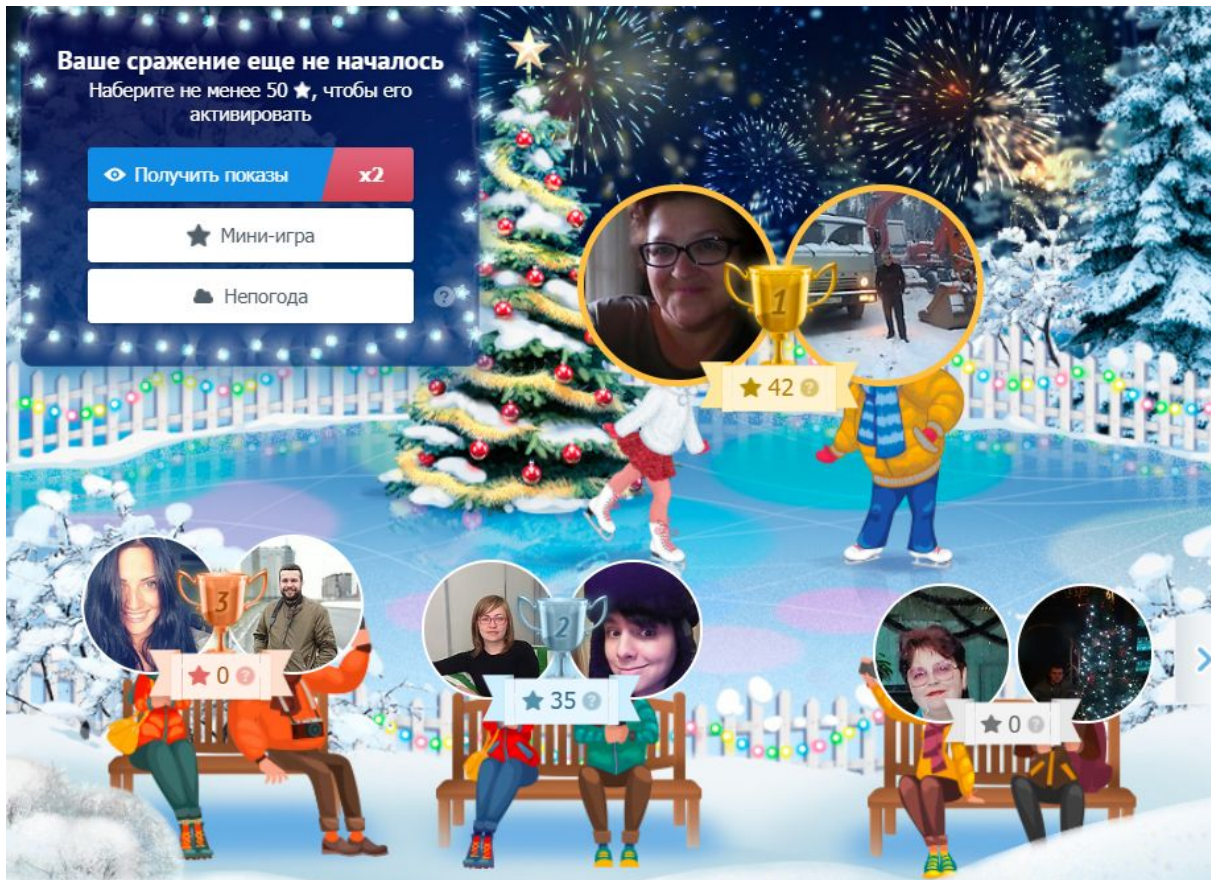 Ваше сражение еще не началось
Наберите не менее 50 ★, чтобы его
активировать
Получить показы x2
Мини-игра
Непогода ?
1
★ 42 ?
3
★ 0 ?
2
★ 35 ?
★ 0 ?